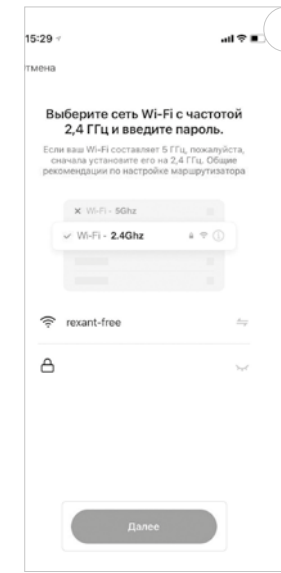 15:29
тмена
Выберите сеть Wi-Fi с частотой
2,4 ГГц и введите пароль.
Если ваш Wi-Fi составляет 5 ГГц, пожалуйста,
сначала установите его на 2,4 ГГц. Общие
рекомендации по настройке маршрутизатора
Wi-Fi - 5Ghz
Wi-Fi - 2.4Ghz
rexant-free
Далее